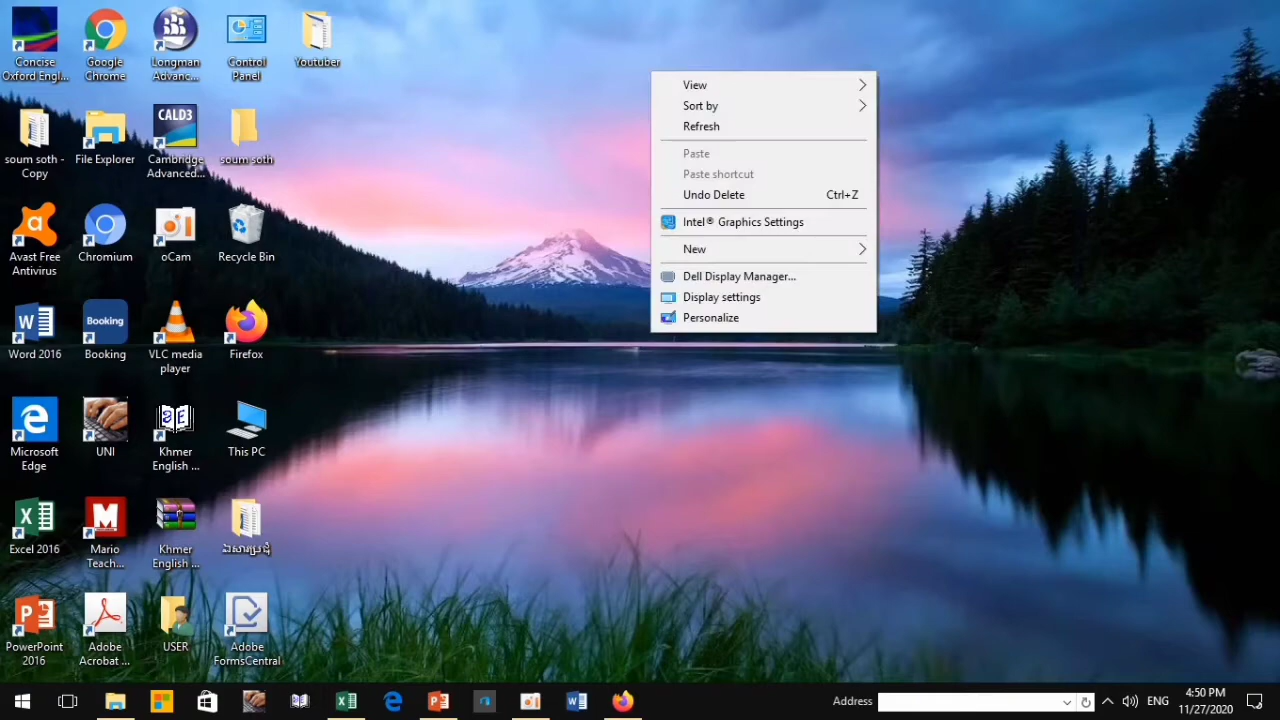 Concise
Oxford Engl...
Google
Chrome
Longman
Advanc...
Control
Panel
Youtuber
soum soth -
Copy
File Explorer
CALD3
Cambridge
Advanced...
soum soth
Avast Free
Antivirus
Chromium
oCam
Recycle Bin
Word 2016
Booking
Booking
VLC media
player
Firefox
Microsoft
Edge
UNI
Khmer
English ...
This PC
Excel 2016
Mario
Teach...
Khmer
English ...
PowerPoint
2016
Adobe
Acrobat ...
USER
Adobe
FormsCentral
View
Sort by
Refresh
Paste
Paste shortcut
Undo Delete Ctrl+Z
Intel® Graphics Settings
New
Dell Display Manager...
Display settings
Personalize
Address
ENG
4:50 PM
11/27/2020